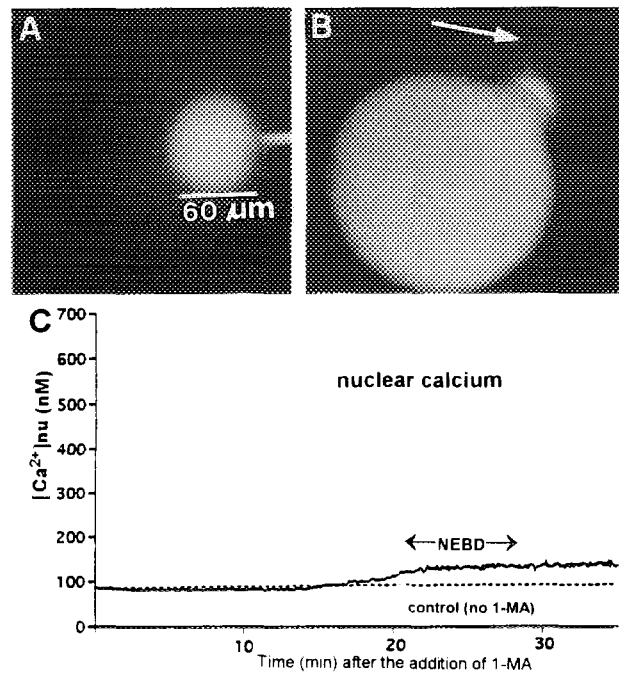 A
B
60 µm
C
700
600
500
400
300
200
100
0
[Ca2+]nu (nM)
nuclear calcium
NEBD
control (no 1-MA)
10
20
30
Time (min) after the addition of 1-MA